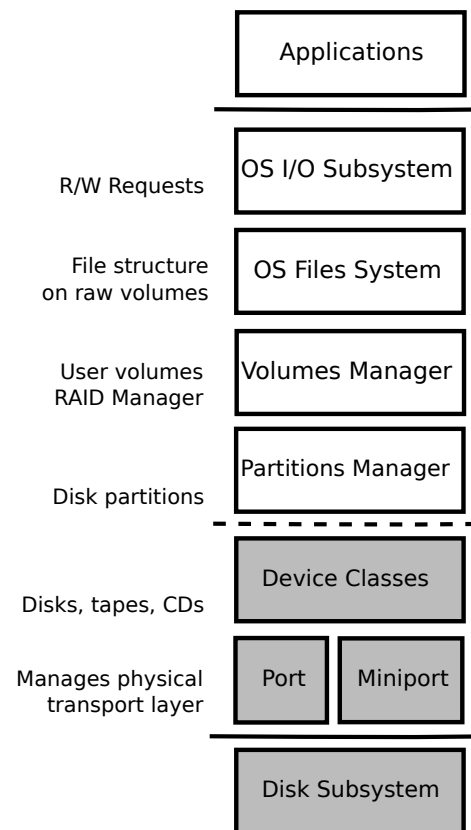 Applications
R/W Requests
OS I/O Subsystem
File structure
on raw volumes
OS Files System
User volumes
RAID Manager
Volumes Manager
Disk partitions
Partitions Manager
Disks, tapes, CDs
Device Classes
Manages physical
transport layer
Port
Miniport
Disk Subsystem